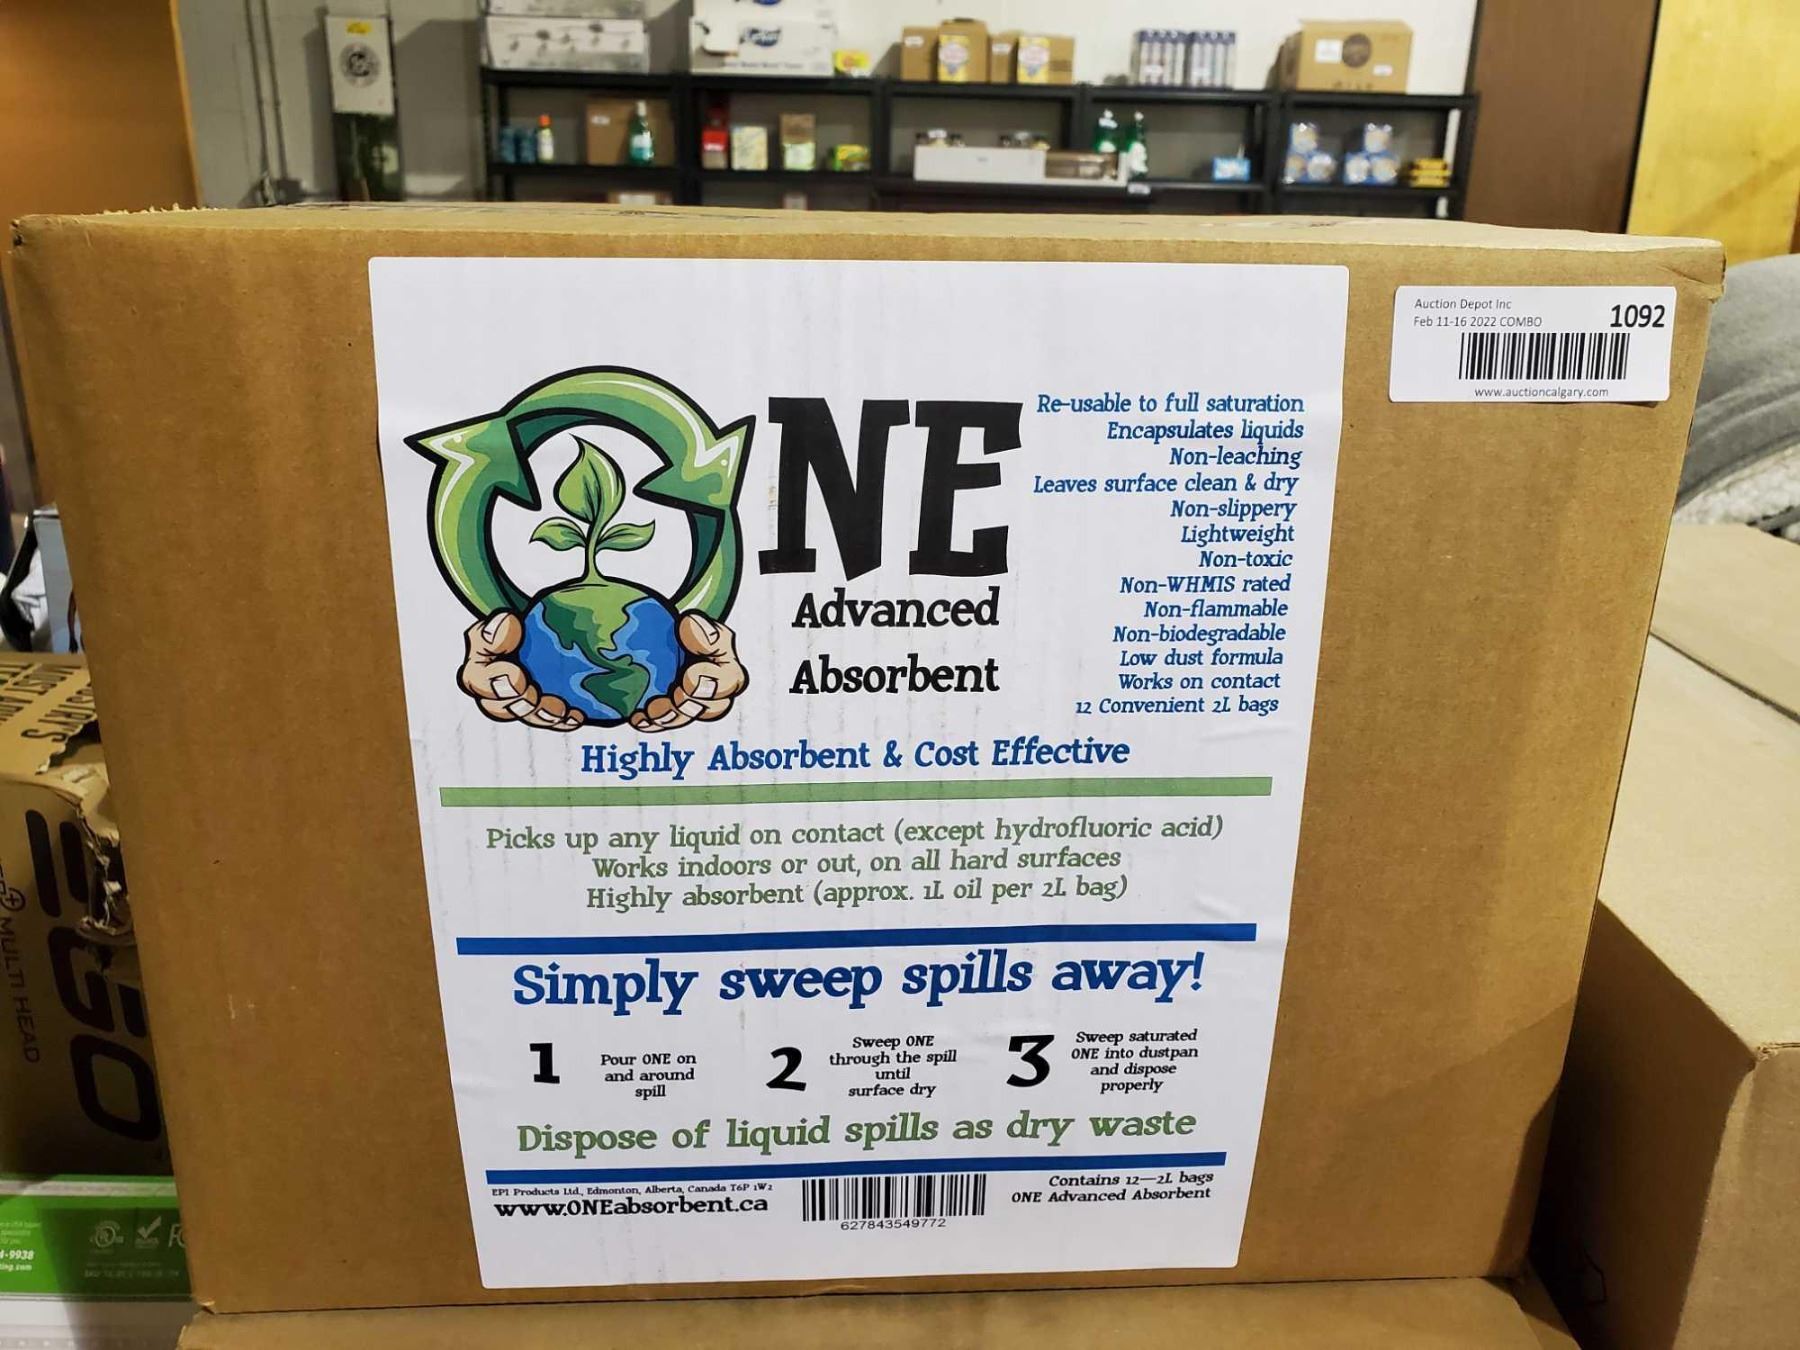 Auction Depot Inc
Feb 11-16 2022 COMBO
1092
www.auctioncalgary.com
NE
Advanced
Absorbent
Re-usable to full saturation
Encapsulates liquids
Non-leaching
Leaves surface clean & dry
Non-slippery
Lightweight
Non-toxic
Non-WHMIS rated
Non-flammable
Non-biodegradable
Low dust formula
Works on contact
12 Convenient 2L bags
Highly Absorbent & Cost Effective
Picks up any liquid on contact (except hydrofluoric acid)
Works indoors or out, on all hard surfaces
Highly absorbent (approx. 1L oil per 2L bag)
Simply sweep spills away!
1
Pour ONE on
and around
spill
2
Sweep ONE
through the spill
until
surface dry
3
Sweep saturated
ONE into dustpan
and dispose
properly
Dispose of liquid spills as dry waste
EPI Products Ltd., Edmonton, Alberta, Canada T6P 1W2
www.ONEabsorbent.ca
627843549772
Contains 12—2L bags
ONE Advanced Absorbent
EGO
MULTI HEAD
-9938